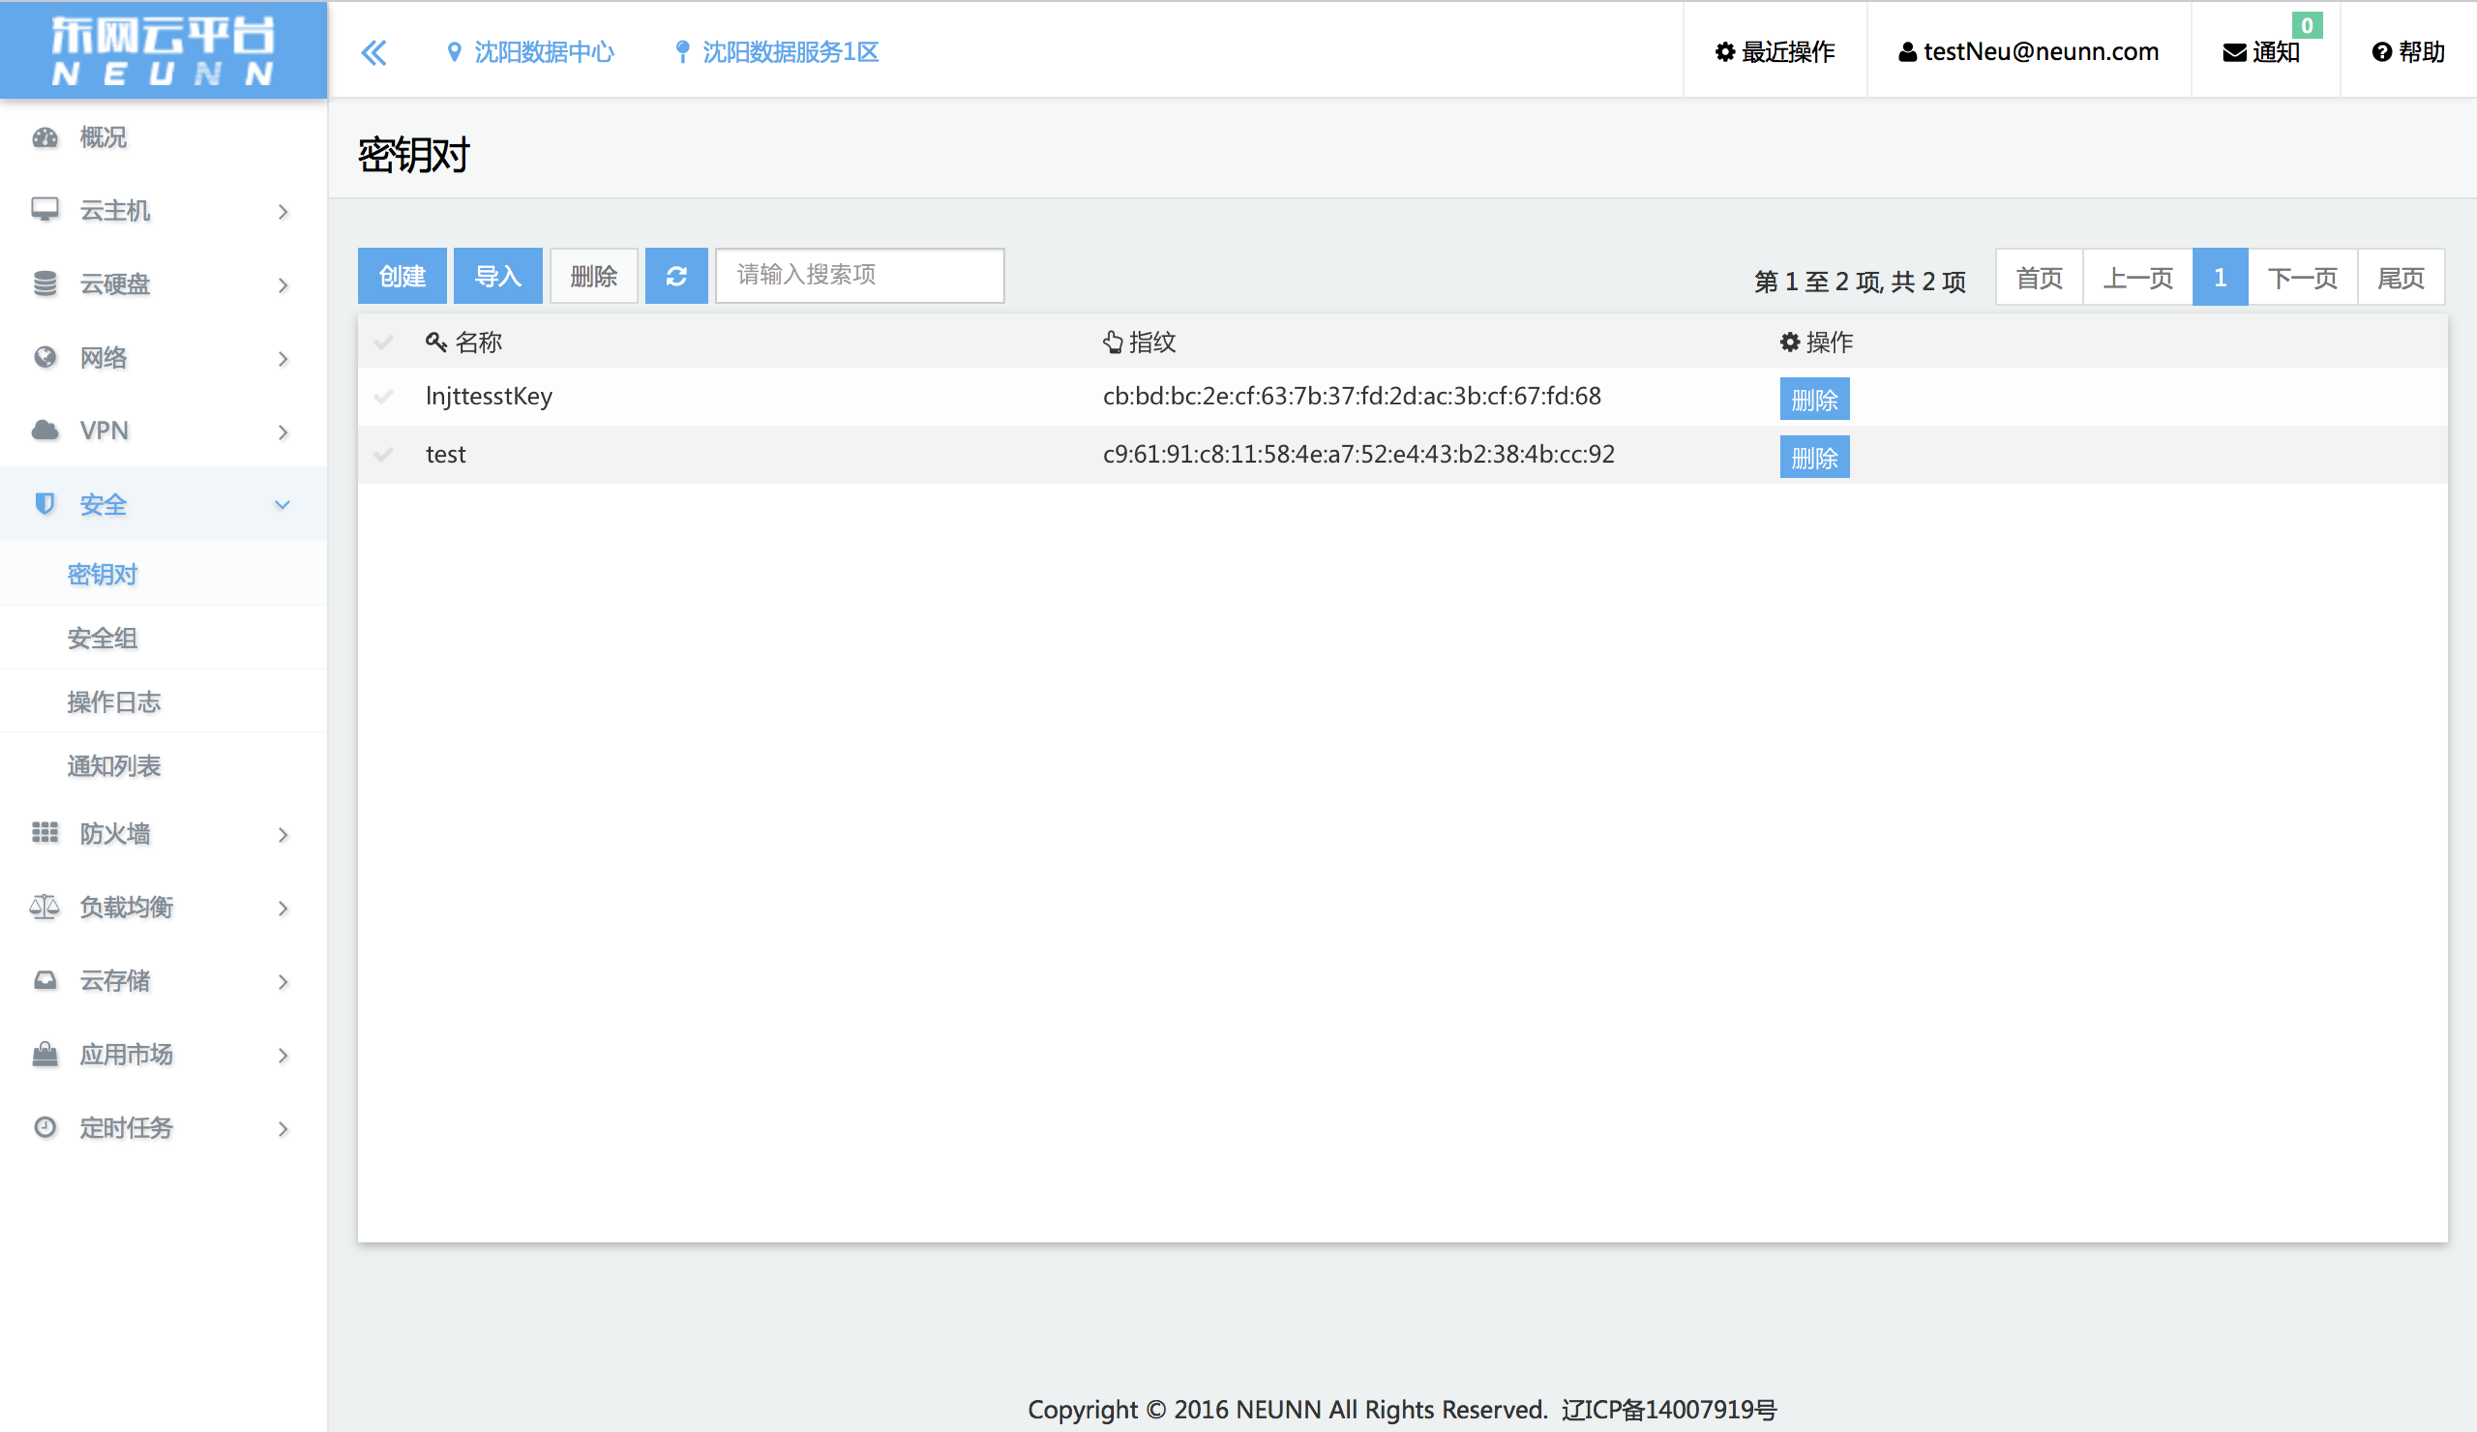 东网云平台
NEUNN
沈阳数据中心 沈阳数据服务1区 最近操作 testNeu@neunn.com 通知 0 帮助
概况
云主机
云硬盘
网络
VPN
安全
密钥对
安全组
操作日志
通知列表
防火墙
负载均衡
云存储
应用市场
定时任务
密钥对
创建 导入 删除 请输入搜索项 第 1 至 2 项, 共 2 项 首页 上一页 1 下一页 尾页
名称 指纹 操作
lnjttesstKey cb:bd:bc:2e:cf:63:7b:37:fd:2d:ac:3b:cf:67:fd:68 删除
test c9:61:91:c8:11:58:4e:a7:52:e4:43:b2:38:4b:cc:92 删除
Copyright © 2016 NEUNN All Rights Reserved. 辽ICP备14007919号